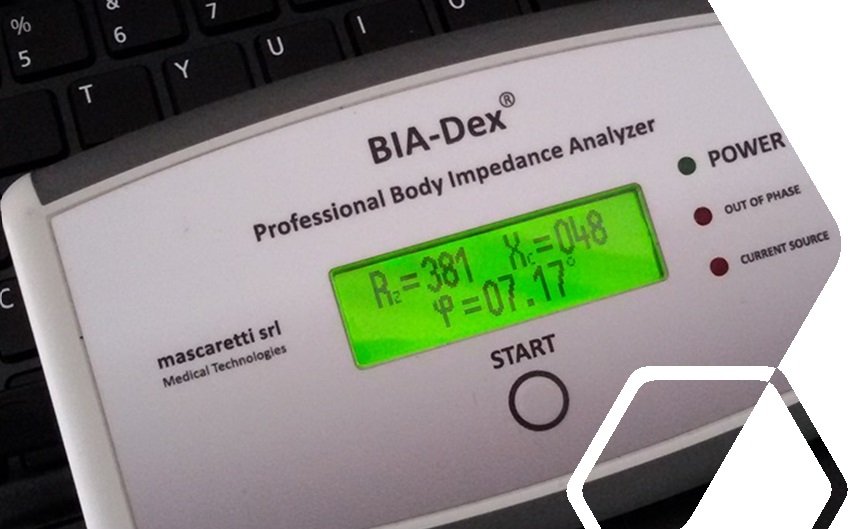 %
5
&
6
7
T
Y
U
I
C
BIA-Dex®
Professional Body Impedance Analyzer
POWER
OUT OF PHASE
CURRENT SOURCE
Rz=381 Xc=048
φ=07.17°
mascaretti srl
Medical Technologies
START